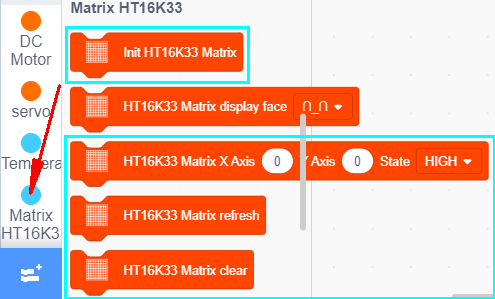 Matrix HT16K33
DC
Motor
servo
Tempera
Matrix
HT16K3
Init HT16K33 Matrix
HT16K33 Matrix display face ∩_∩
HT16K33 Matrix X Axis 0 Y Axis 0 State HIGH
HT16K33 Matrix refresh
HT16K33 Matrix clear